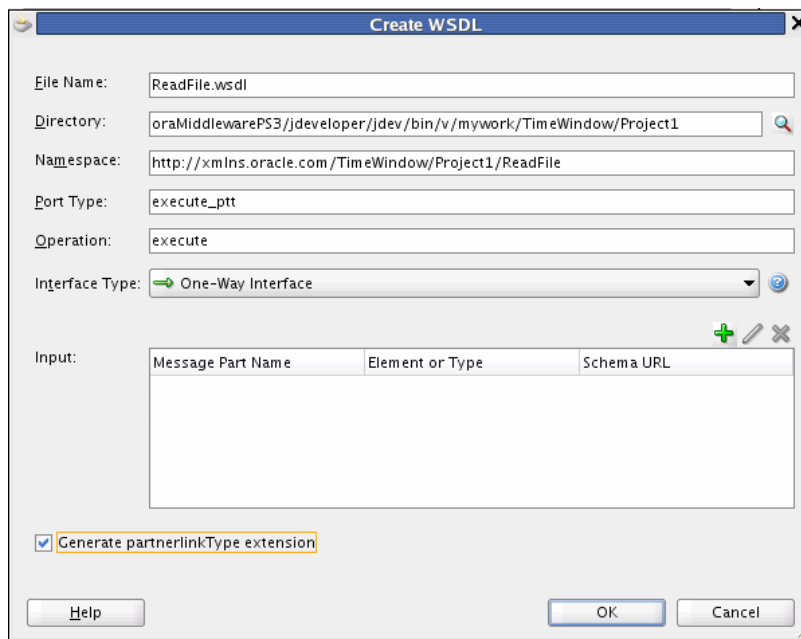 Create WSDL
File Name: ReadFile.wsdl
Directory: oraMiddlewarePS3/jdeveloper/jdev/bin/v/mywork/TimeWindow/Project1
Namespace: http://xmlns.oracle.com/TimeWindow/Project1/ReadFile
Port Type: execute_ptt
Operation: execute
Interface Type: One-Way Interface
Input:
Message Part Name Element or Type Schema URL
Generate partnerlinkType extension
Help OK Cancel